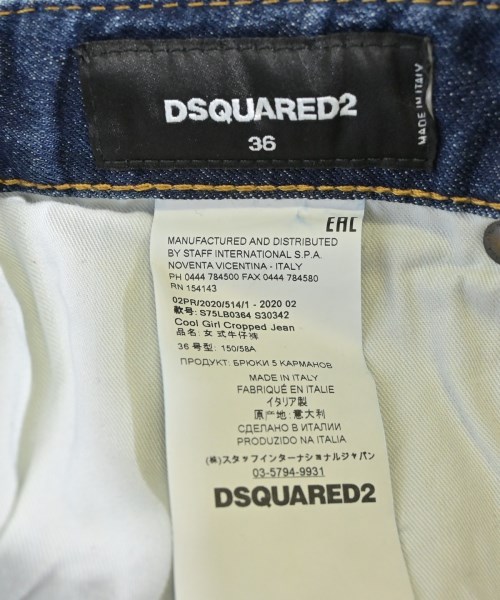 DSQUARED2
36
MADE IN ITALY
EAC
MANUFACTURED AND DISTRIBUTED
BY STAFF INTERNATIONAL S.P.A.
NOVENTA VICENTINA - ITALY
PH 0444 784500 FAX 0444 784580
RN 154143
02PR/2020/514/1 - 2020 02
款号: S75LB0364 S30342
Cool Girl Cropped Jean
品名: 女 式牛仔裤
36 号型: 150/58A
ПРОДУКТ: БРЮКИ 5 КАРМАНОВ
MADE IN ITALY
FABRIQUÉ EN ITALIE
イタリア製
原产地: 意大利
СДЕЛАНО В ИТАЛИИ
PRODUZIDO NA ITALIA
(株)スタッフインターナショナルジャパン
03-5794-9931
DSQUARED2